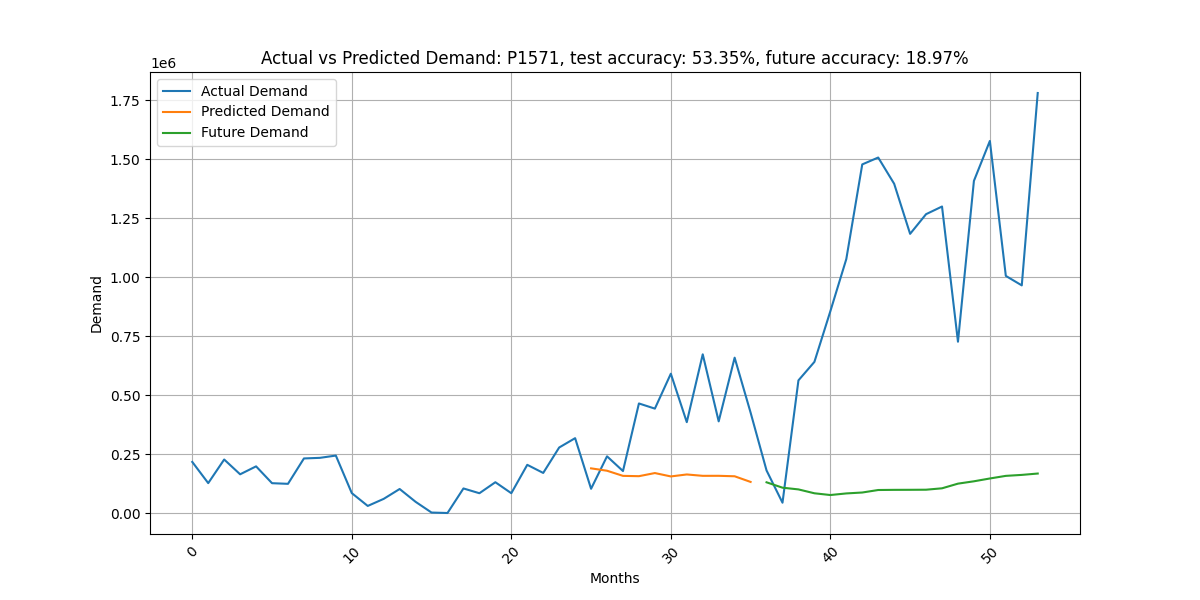 Actual vs Predicted Demand: P1571, test accuracy: 53.35%, future accuracy: 18.97%
1e6
Actual Demand
Predicted Demand
Future Demand
1.75
1.50
1.25
1.00
0.75
0.50
0.25
0.00
Demand
0 10 20 30 40 50
Months